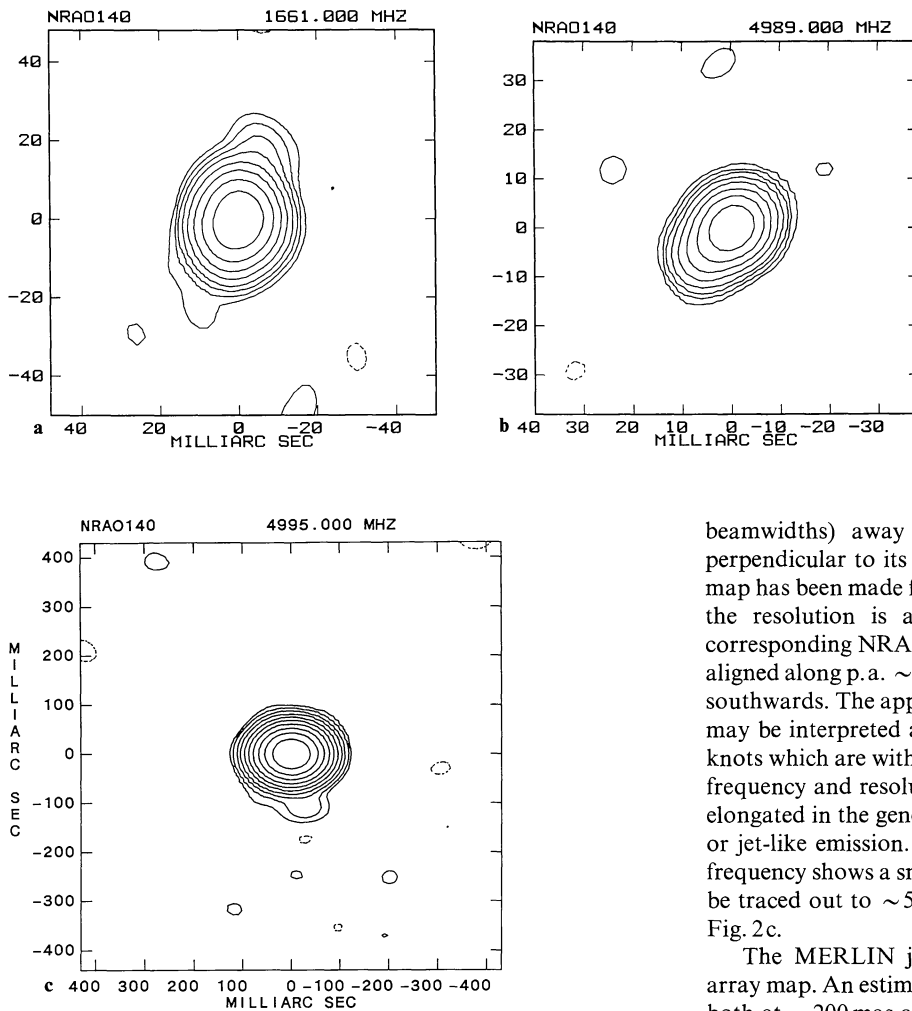 NRAO140 1661.000 MHZ
40
20
0
-20
-40
a 40 20 0 -20 -40
MILLIARC SEC
NRAO140 4989.000 MHZ
30
20
10
0
-10
-20
-30
b 40 30 20 10 0 -10 -20 -30
MILLIARC SEC
NRAO140 4995.000 MHZ
MILLIARC SEC
400
300
200
100
0
-100
-200
-300
-400
c 400 300 200 100 0 -100 -200 -300 -400
MILLIARC SEC
beamwidths) away
perpendicular to its
map has been made f
the resolution is a
corresponding NRA
aligned along p.a. ~
southwards. The app
may be interpreted a
knots which are with
frequency and resolu
elongated in the gen
or jet-like emission.
frequency shows a sr
be traced out to ~5
Fig. 2c.
The MERLIN j
array map. An estim